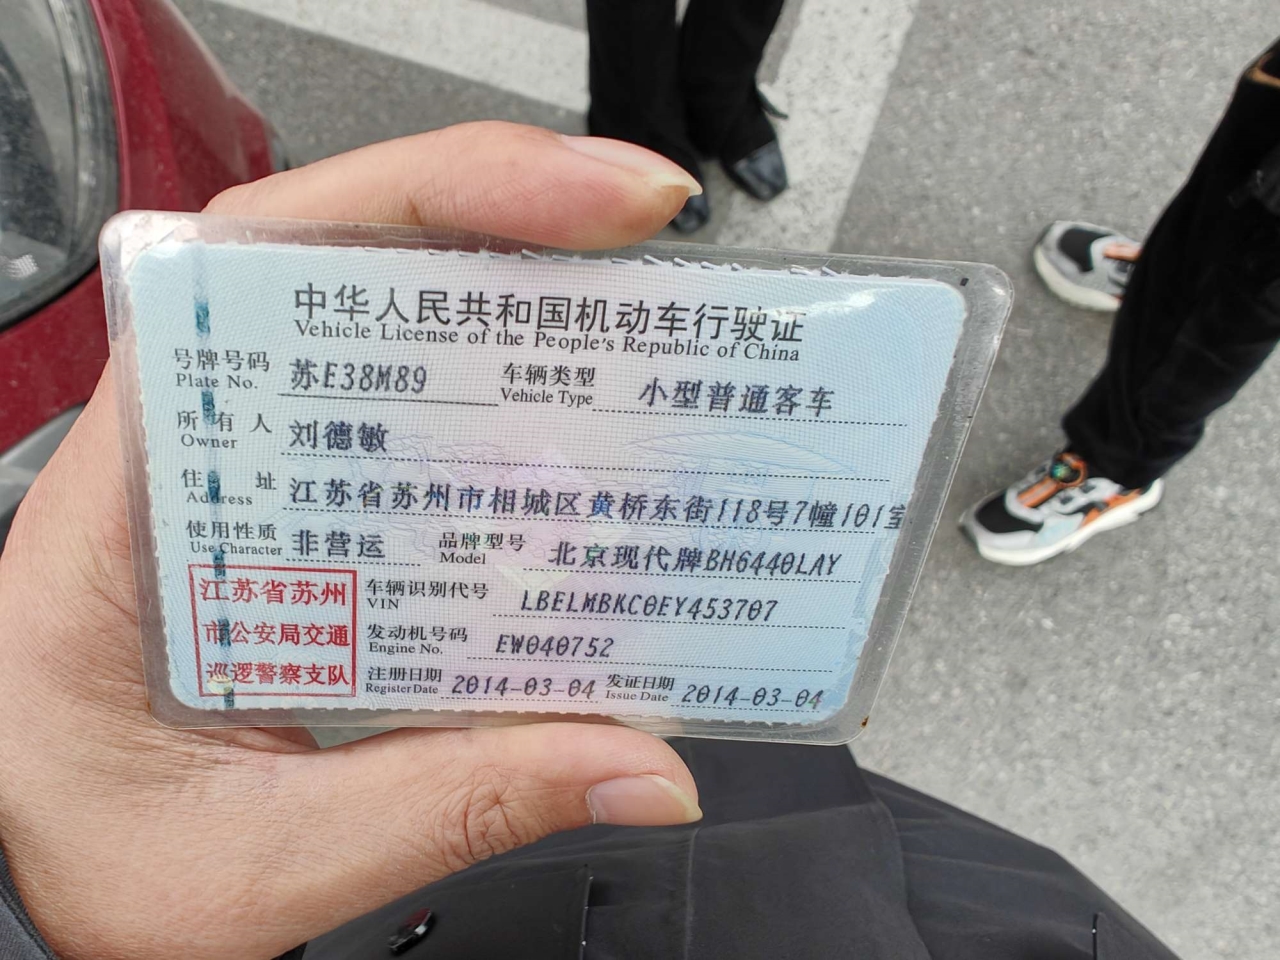 中华人民共和国机动车行驶证
Vehicle License of the People's Republic of China
号牌号码 苏E38M89 车辆类型 小型普通客车
Plate No. Vehicle Type
所有人 刘德敏
Owner
住址 江苏省苏州市相城区黄桥东街118号7幢101室
Address
使用性质 非营运 品牌型号 北京现代牌BH6440LAY
Use Character Model
江苏省苏州
市公安局交通
巡逻警察支队
车辆识别代号 LBELMBKC0EY453707
VIN
发动机号码 EW040752
Engine No.
注册日期 2014-03-04 发证日期 2014-03-04
Register Date Issue Date